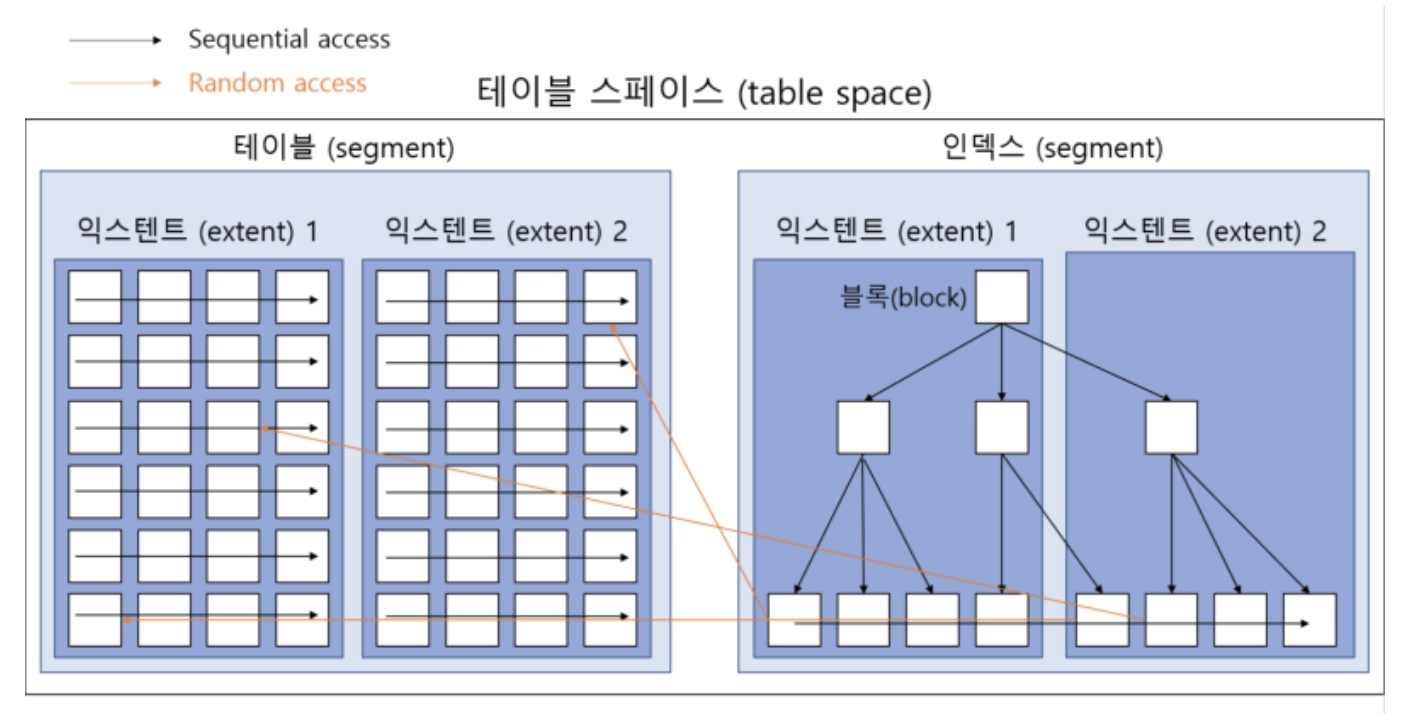 Sequential access
Random access
테이블 스페이스 (table space)
테이블 (segment)
인덱스 (segment)
익스텐트 (extent) 1
익스텐트 (extent) 2
익스텐트 (extent) 1
익스텐트 (extent) 2
블록(block)